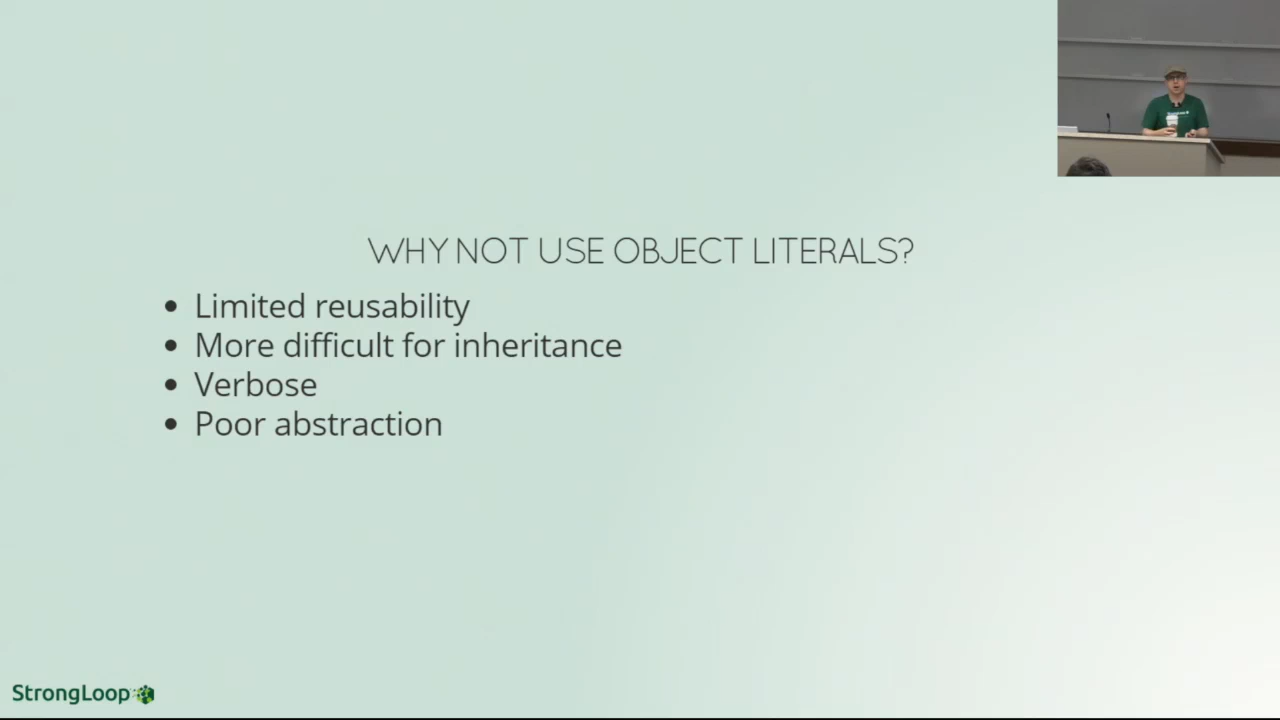 WHY NOT USE OBJECT LITERALS?
Limited reusability
More difficult for inheritance
Verbose
Poor abstraction
StrongLoop